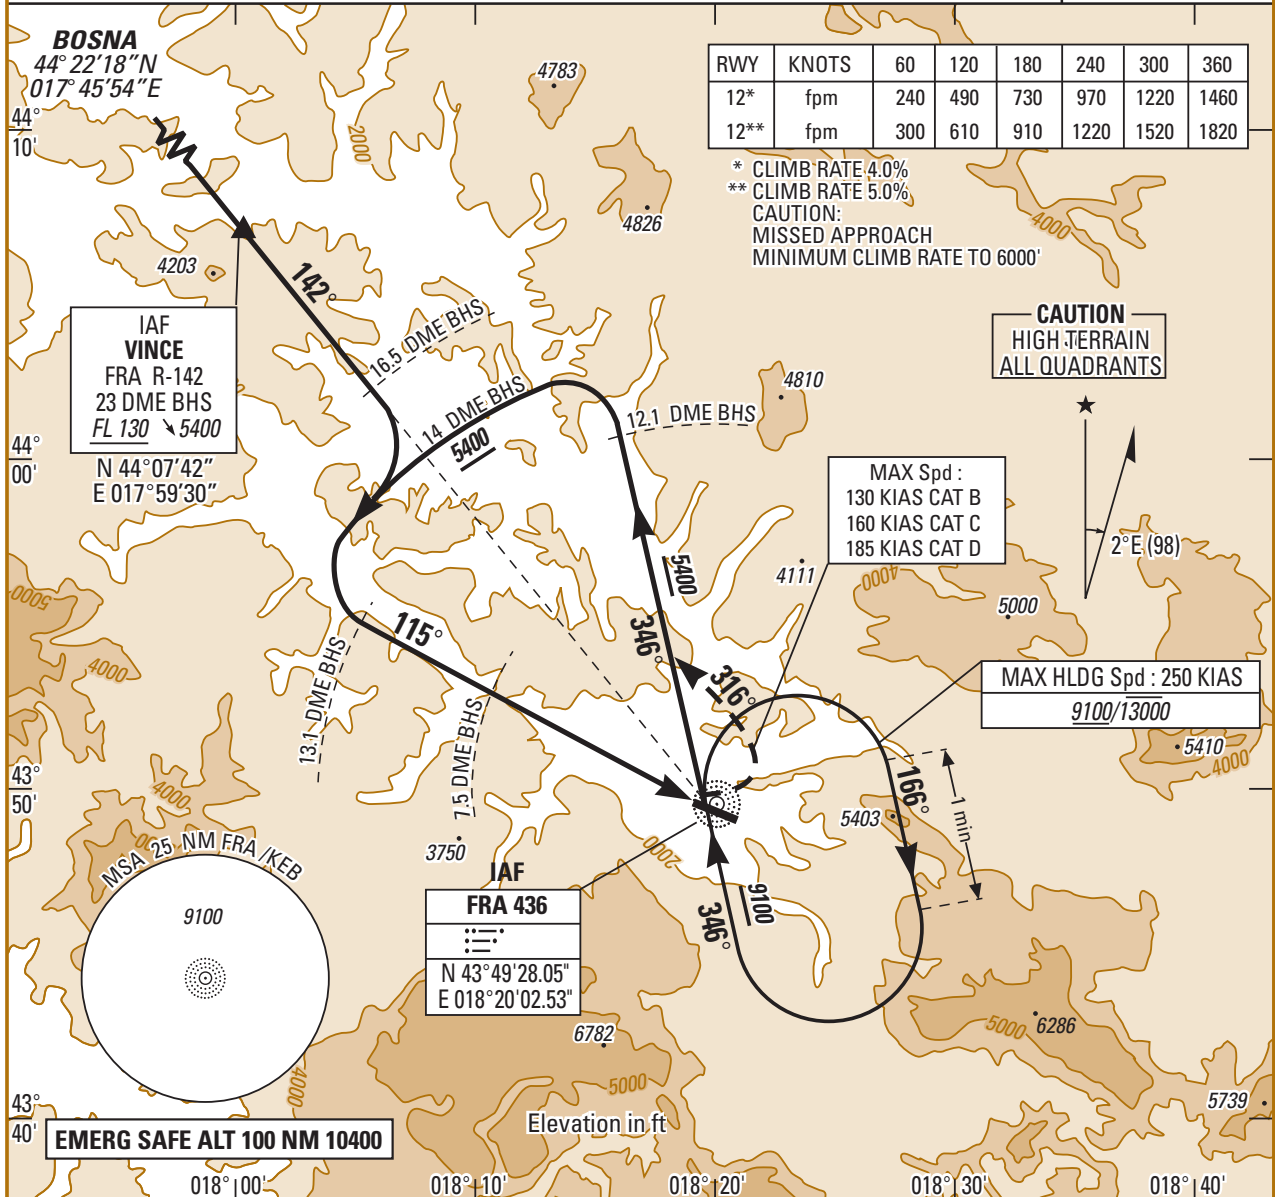 BOSNA
44°22'18"N
017°45'54"E
44°
10'
4783
2000
RWY KNOTS 60 120 180 240 300 360
12* fpm 240 490 730 970 1220 1460
12** fpm 300 610 910 1220 1520 1820
* CLIMB RATE 4.0%
** CLIMB RATE 5.0%
CAUTION:
MISSED APPROACH
MINIMUM CLIMB RATE TO 6000'
4826
4000
4203
142°
IAF
VINCE
FRA R-142
23 DME BHS
FL 130 5400
N 44°07'42"
E 017°59'30"
16.5 DME BHS
14 DME BHS
5400
12.1 DME BHS
4810
CAUTION
HIGH TERRAIN
ALL QUADRANTS
44°
00'
MAX Spd :
130 KIAS CAT B
160 KIAS CAT C
185 KIAS CAT D
2°E (98)
5400
4111
4000
5000
5000
346°
115°
4000
316°
MAX HLDG Spd : 250 KIAS
9100/13000
13.1 DME BHS
7.5 DME BHS
5410
4000
43°
50'
4000
166°
1 min
5403
3750
2000
MSA 25 NM FRA/KEB
9100
IAF
FRA 436
N 43°49'28.05"
E 018°20'02.53"
346°
9100
6782
5000
6286
5000
4000
5739
43°
40'
EMERG SAFE ALT 100 NM 10400
Elevation in ft
018°00' 018°10' 018°20' 018°30' 018°40'